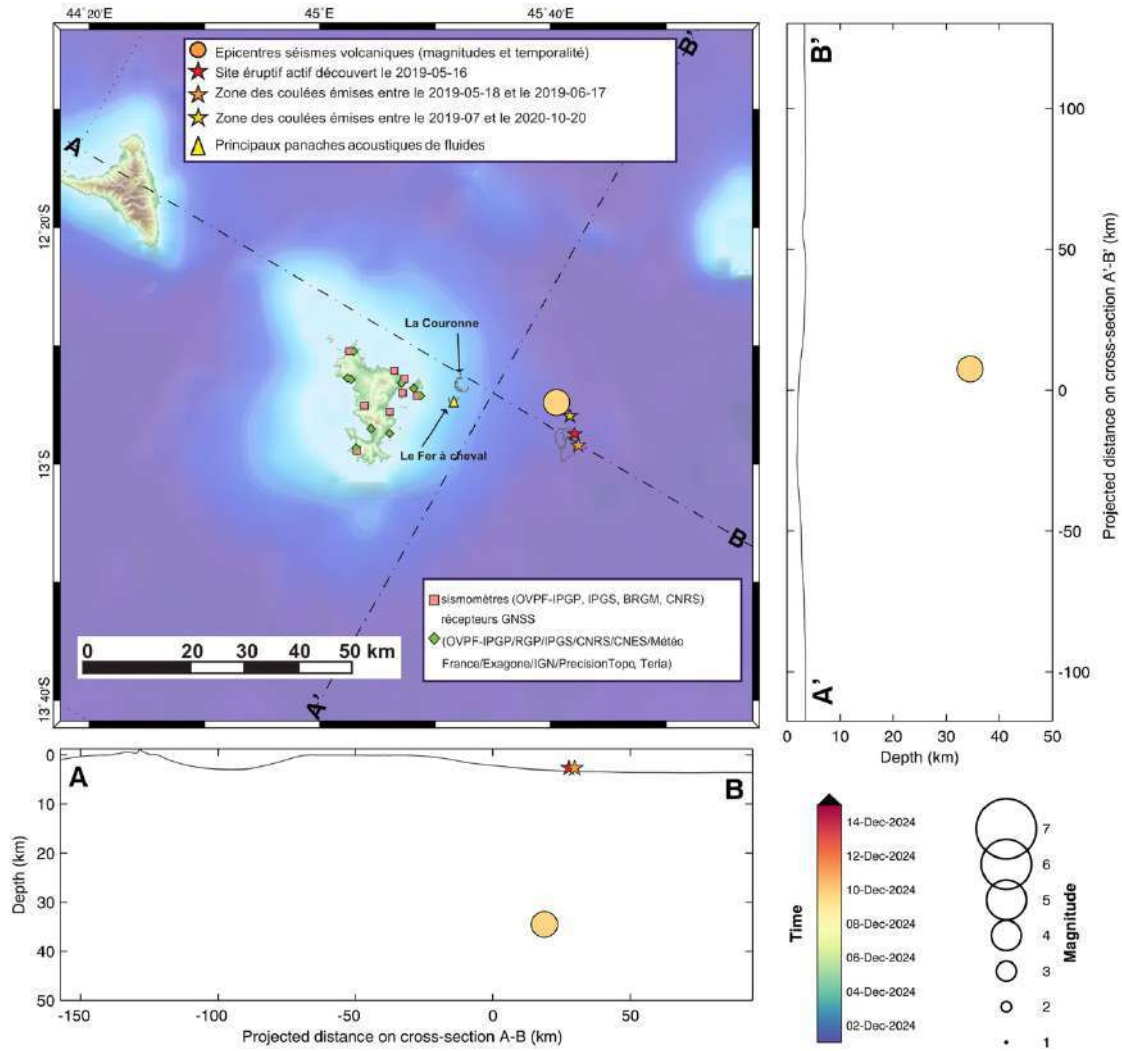 44°20'E
45°E
45°40'E
Epicentres séismes volcaniques (magnitudes et temporalité)
Site éruptif actif découvert le 2019-05-16
Zone des coulées émises entre le 2019-05-18 et le 2019-06-17
Zone des coulées émises entre le 2019-07 et le 2020-10-20
Principaux panaches acoustiques de fluides
A
B'
12°20'S
13°S
13°40'S
La Couronne
Le Fer à cheval
B
A'
sismomètres (OVPF-IPGP, IPGS, BRGM, CNRS)
récepteurs GNSS
(OVPF-IPGP/RGP/IPGS/CNRS/CNES/Météo
France/Exagone/IGN/PrecisionTopo, Teria)
0 10 20 30 40 50 km
B'
A'
100
50
0
-50
-100
Projected distance on cross-section A'-B' (km)
0 10 20 30 40 50
Depth (km)
A
B
0
10
20
30
40
50
Depth (km)
-150 -100 -50 0 50
Projected distance on cross-section A-B (km)
Time
14-Dec-2024
12-Dec-2024
10-Dec-2024
08-Dec-2024
06-Dec-2024
04-Dec-2024
02-Dec-2024
7
6
5
4
3
2
1
Magnitude